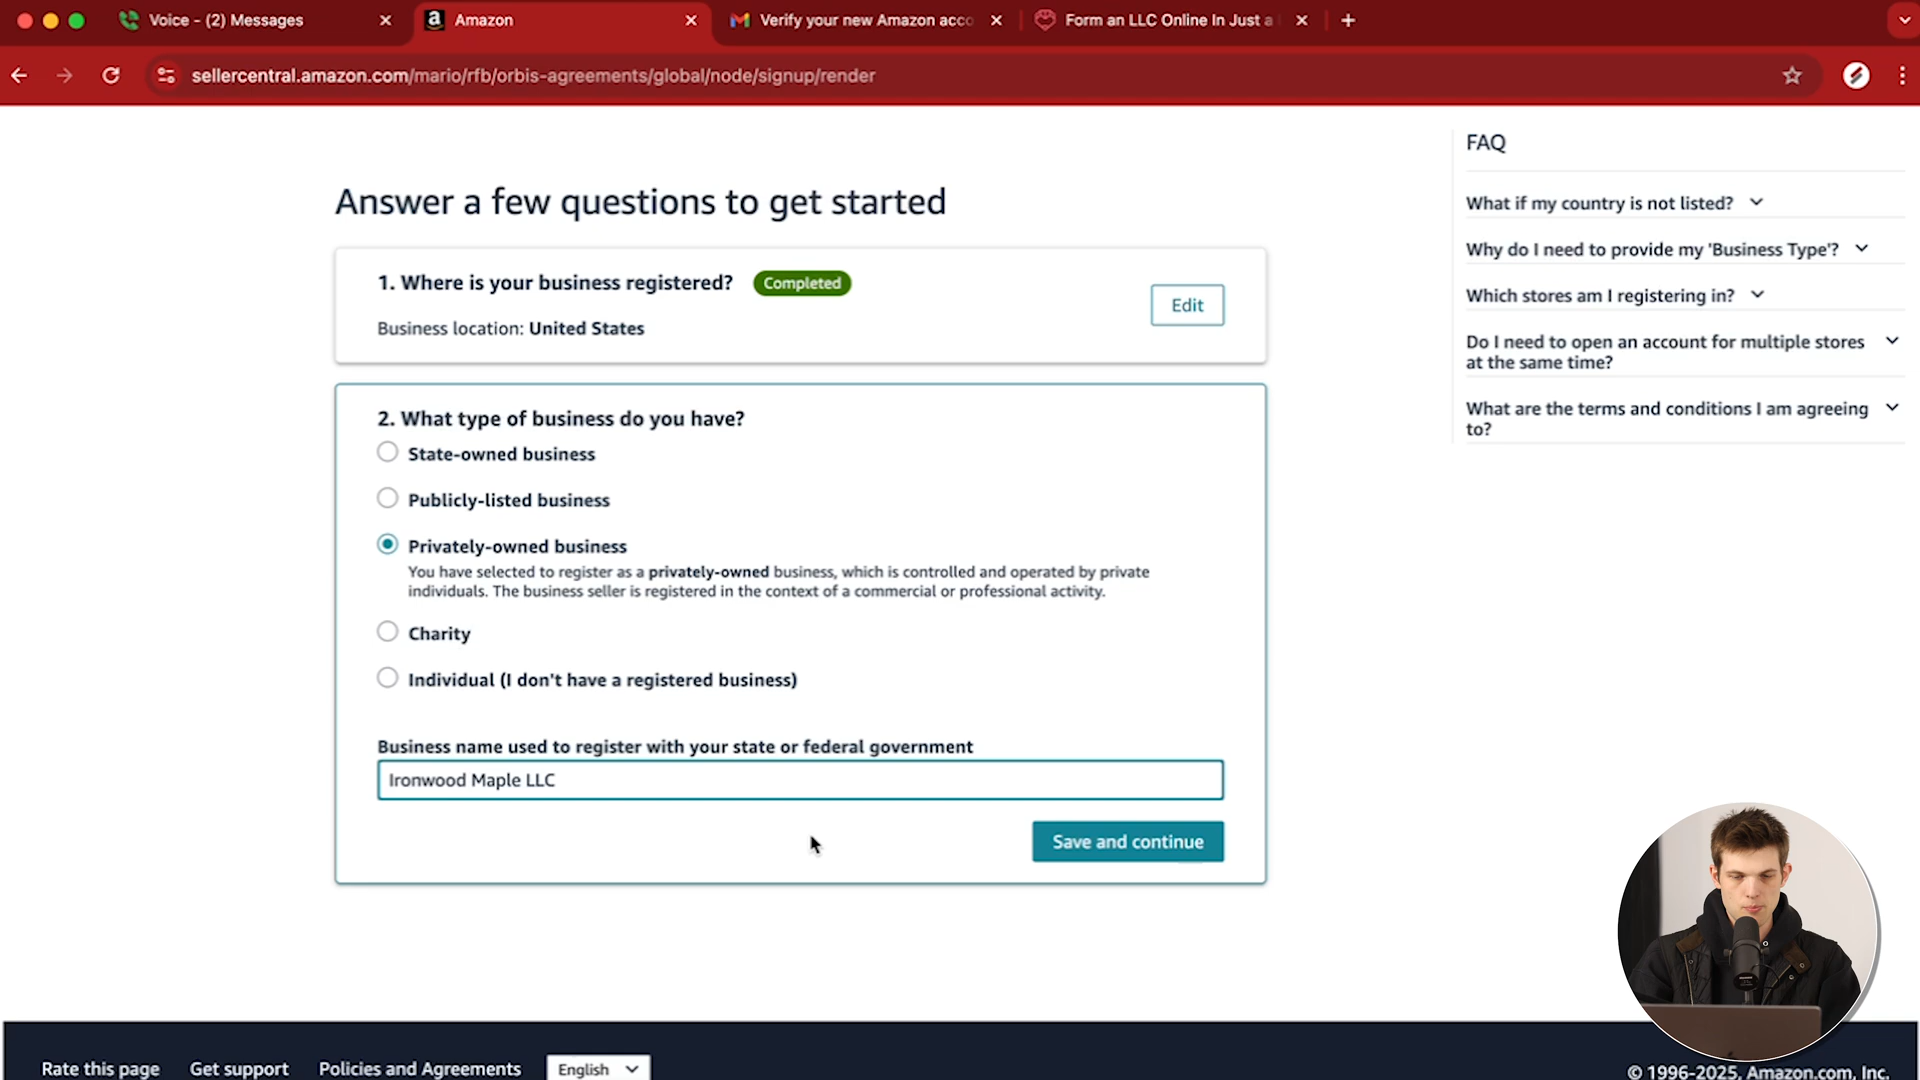 Voice - (2) Messages
Amazon
Verify your new Amazon acco
Form an LLC Online In Just a
sellercentral.amazon.com/mario/rfb/orbis-agreements/global/node/signup/render
Answer a few questions to get started
1. Where is your business registered?
Completed
Business location: United States
Edit
2. What type of business do you have?
State-owned business
Publicly-listed business
Privately-owned business
You have selected to register as a privately-owned business, which is controlled and operated by private
individuals. The business seller is registered in the context of a commercial or professional activity.
Charity
Individual (I don't have a registered business)
Business name used to register with your state or federal government
Ironwood Maple LLC
Save and continue
FAQ
What if my country is not listed?
Why do I need to provide my 'Business Type'?
Which stores am I registering in?
Do I need to open an account for multiple stores
at the same time?
What are the terms and conditions I am agreeing
to?
Rate this page
Get support
Policies and Agreements
English
© 1996-2025, Amazon.com, Inc.